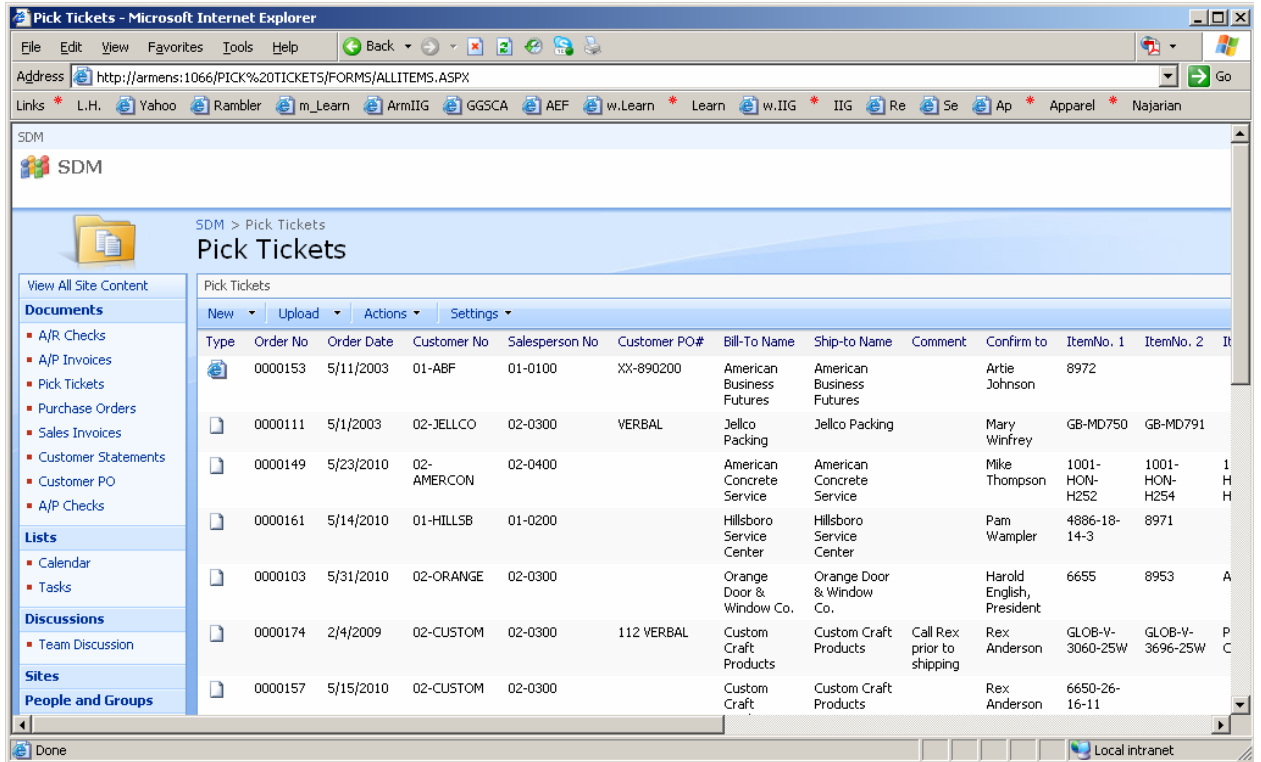 Pick Tickets - Microsoft Internet Explorer
File Edit View Favorites Tools Help Back
Address http://armens:1066/PICK%20TICKETS/FORMS/ALLITEMS.ASPX Go
Links L.H. Yahoo Rambler m_Learn ArmIIG GGSCA AEF w.Learn Learn w.IIG IIG Re Se Ap Apparel Najarian
SDM
SDM
SDM > Pick Tickets
Pick Tickets
View All Site Content
Documents
A/R Checks
A/P Invoices
Pick Tickets
Purchase Orders
Sales Invoices
Customer Statements
Customer PO
A/P Checks
Lists
Calendar
Tasks
Discussions
Team Discussion
Sites
People and Groups
Pick Tickets
New Upload Actions Settings
Type Order No Order Date Customer No Salesperson No Customer PO# Bill-To Name Ship-to Name Comment Confirm to ItemNo. 1 ItemNo. 2 It
0000153 5/11/2003 01-ABF 01-0100 XX-890200 American American Artie 8972
Business Business Johnson
Futures Futures
0000111 5/1/2003 02-JELLCO 02-0300 VERBAL Jellco Jellco Packing Mary GB-MD750 GB-MD791
Packing Winfrey
0000149 5/23/2010 02- 02-0400 American American Mike 1001- 1001- 1
AMERCON Concrete Concrete Thompson HON- HON- H
Service Service H252 H254 H
0000161 5/14/2010 01-HILLSB 01-0200 Hillsboro Hillsboro Pam 4886-18- 8971
Service Service Wampler 14-3
Center Center
0000103 5/31/2010 02-ORANGE 02-0300 Orange Orange Door Harold 6655 8953 A
Door & & Window English,
Window Co. Co. President
0000174 2/4/2009 02-CUSTOM 02-0300 112 VERBAL Custom Custom Craft Call Rex Rex GLOB-V- GLOB-V- P
Craft Products prior to Anderson 3060-25W 3696-25W C
Products shipping
0000157 5/15/2010 02-CUSTOM 02-0300 Custom Custom Craft Rex 6650-26-
Craft Products Anderson 16-11
Done Local intranet